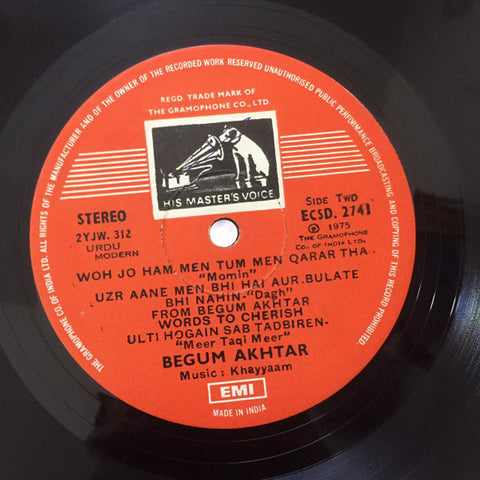 ALL RIGHTS OF THE MANUFACTURER AND OF THE OWNER OF THE RECORDED WORK RESERVED UNAUTHORISED PUBLIC PERFORMANCE BROADCASTING AND COPYING OF THIS RECORD PROHIBITED.
THE GRAMOPHONE CO. OF INDIA LTD.
REGD. TRADE MARK OF
THE GRAMOPHONE CO., LTD.
HIS MASTER'S VOICE
STEREO
2YJW. 312
URDU
MODERN
SIDE TWO
ECSD. 2741
℗ 1975
THE GRAMOPHONE
CO. OF INDIA LTD.
WOH JO HAM MEN TUM MEN QARAR THA-
"Momin"
UZR AANE MEN BHI HAI AUR BULATE
BHI NAHIN-"Dagh"
FROM BEGUM AKHTAR
WORDS TO CHERISH
ULTI HOGAIN SAB TADBIREN-
"Meer Taqi Meer"
BEGUM AKHTAR
Music : Khayyaam
EMI
MADE IN INDIA